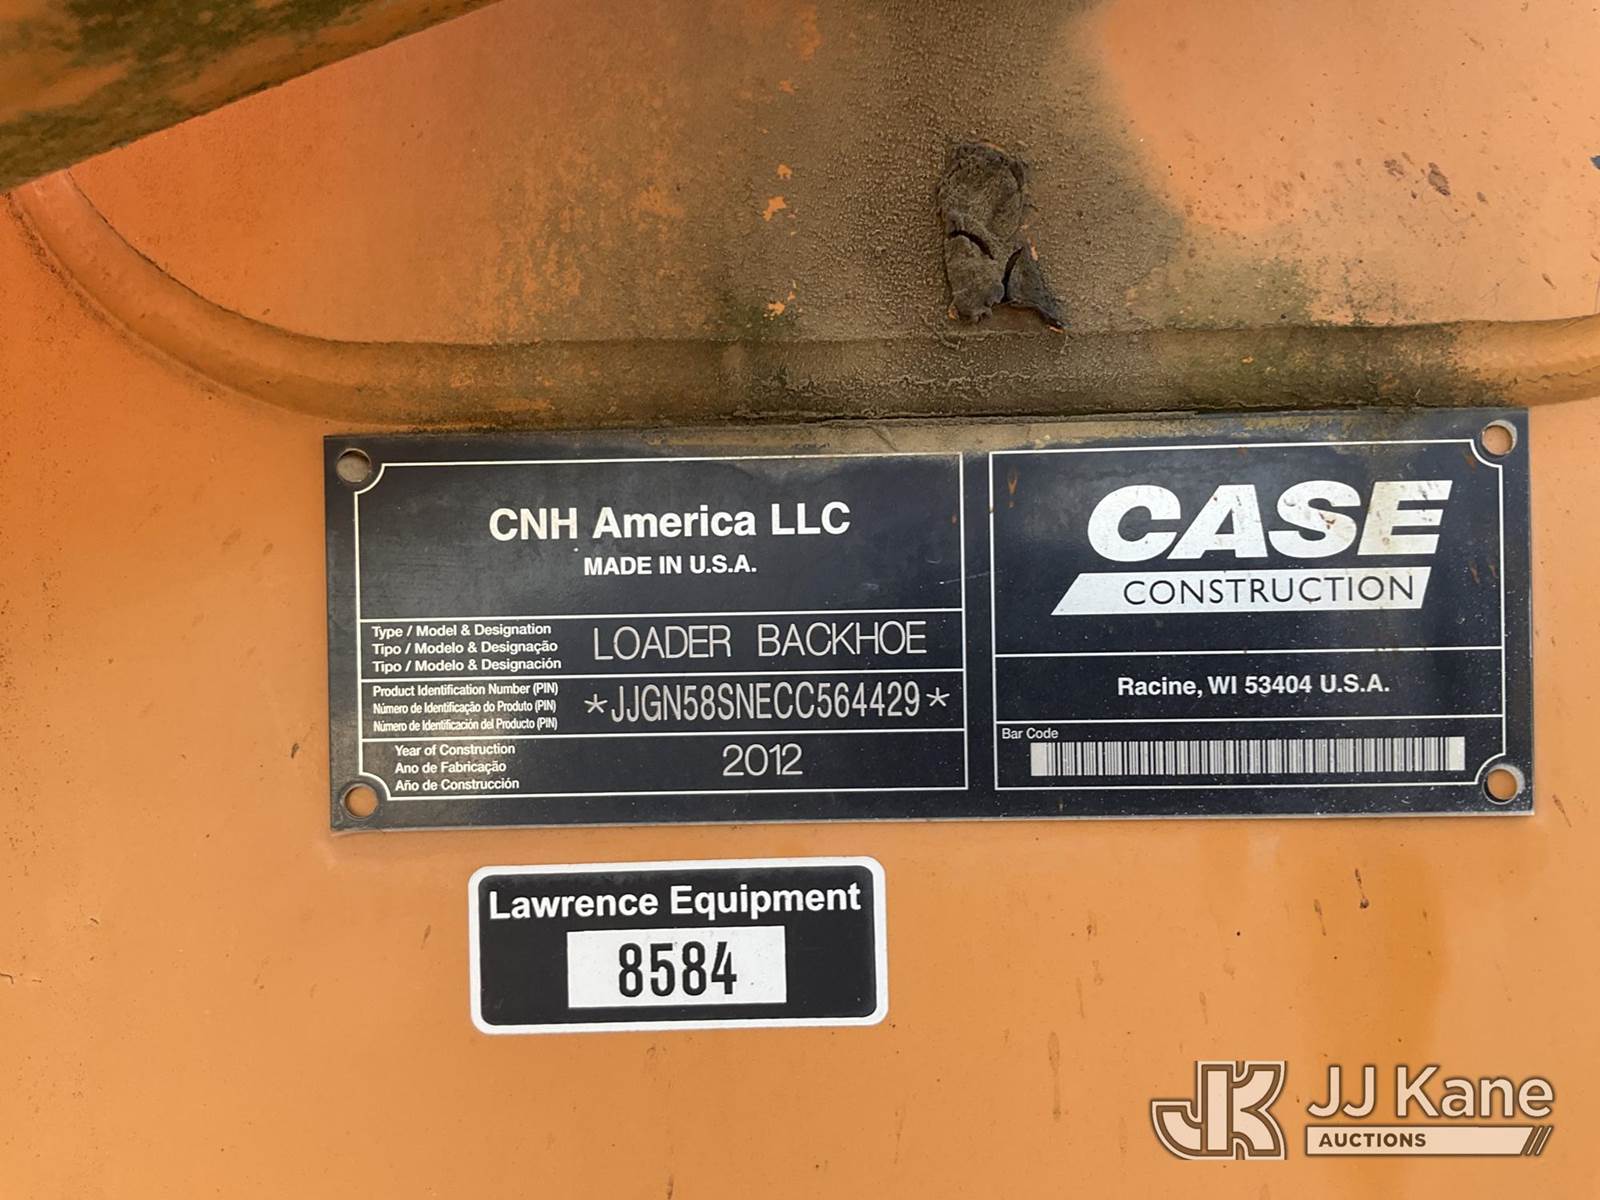 CNH America LLC
MADE IN U.S.A.
Type / Model & Designation
Tipo / Modelo & Designação
Tipo / Modelo & Designación
LOADER BACKHOE
Product Identification Number (PIN)
Número de Identificação do Produto (PIN)
Número de Identificación del Producto (PIN)
*JJGN58SNECC564429*
Year of Construction
Ano de Fabricação
Año de Construcción
2012
CASE
CONSTRUCTION
Racine, WI 53404 U.S.A.
Bar Code
Lawrence Equipment
8584
JK JJ Kane
AUCTIONS